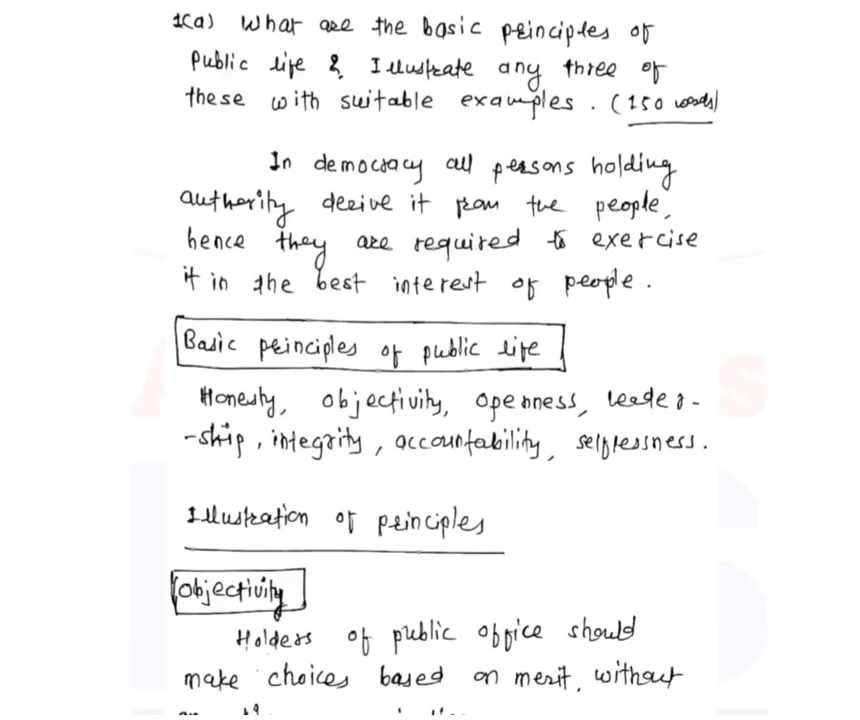 1(a) What are the basic principles of
public life & Illustrate any three of
these with suitable examples. (150 words)
In democracy all persons holding
authority derive it from the people,
hence they are required to exercise
it in the best interest of people.
Basic principles of public life
Honesty, objectivity, openness, leader-
-ship, integrity, accountability, selflessness.
Illustration of principles
Objectivity
Holders of public office should
make choices based on merit, without